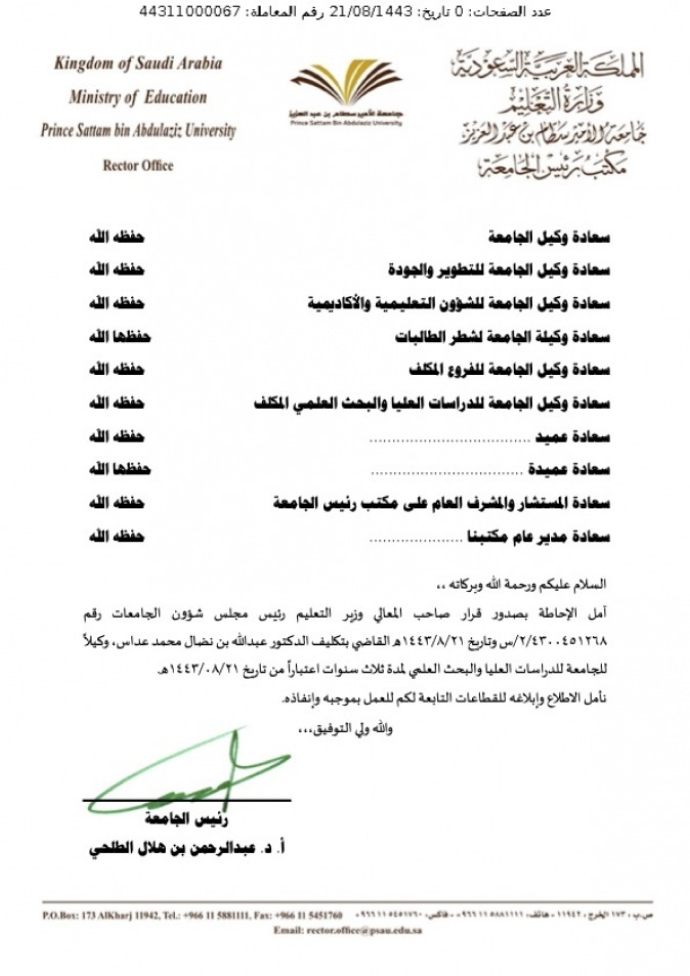 عدد الصفحات: 0 تاريخ: 21/08/1443 رقم المعاملة: 44311000067
Kingdom of Saudi Arabia
Ministry of Education
Prince Sattam bin Abdulaziz University
Rector Office
جامعة الأمير سطام بن عبد العزيز
Prince Sattam Bin Abdulaziz University
المملكة العربية السعودية
وزارة التعليم
جامعة الأمير سطام بن عبد العزيز
مكتب رئيس الجامعة
سعادة وكيل الجامعة حفظه الله
سعادة وكيل الجامعة للتطوير والجودة حفظه الله
سعادة وكيل الجامعة للشؤون التعليمية والأكاديمية حفظه الله
سعادة وكيلة الجامعة لشطر الطالبات حفظها الله
سعادة وكيل الجامعة للفروع المكلف حفظه الله
سعادة وكيل الجامعة للدراسات العليا والبحث العلمي المكلف حفظه الله
سعادة عميد .................................. حفظه الله
سعادة عميدة ................................ حفظها الله
سعادة المستشار والمشرف العام على مكتب رئيس الجامعة حفظه الله
سعادة مدير عام مكتبنا .................... حفظه الله
السلام عليكم ورحمة الله وبركاته ،،
آمل الإحاطة بصدور قرار صاحب المعالي وزير التعليم رئيس مجلس شؤون الجامعات رقم
٢/٤٣٠٠٤٥١٢٦٨/س وتاريخ ١٤٤٣/٨/٢١هـ القاضي بتكليف الدكتور عبدالله بن نضال محمد عداس، وكيلاً
للجامعة للدراسات العليا والبحث العلمي لمدة ثلاث سنوات اعتباراً من تاريخ ١٤٤٣/٠٨/٢١هـ.
نأمل الاطلاع وإبلاغه للقطاعات التابعة لكم للعمل بموجبه وإنفاذه.
والله ولي التوفيق،،،
رئيس الجامعة
أ. د. عبدالرحمن بن هلال الطلحي
P.O.Box: 173 AlKharj 11942, Tel.: +966 11 5881111, Fax: +966 11 5451760
ص.ب، ١٧٣ الخرج، ١١٩٤٢ - هاتف، ٥٨٨١١١١ ١١ ٠٩٦٦ - فاكس، ٥٤٥١٧٦٠ ١١ ٠٩٦٦
Email: rector.office@psau.edu.sa